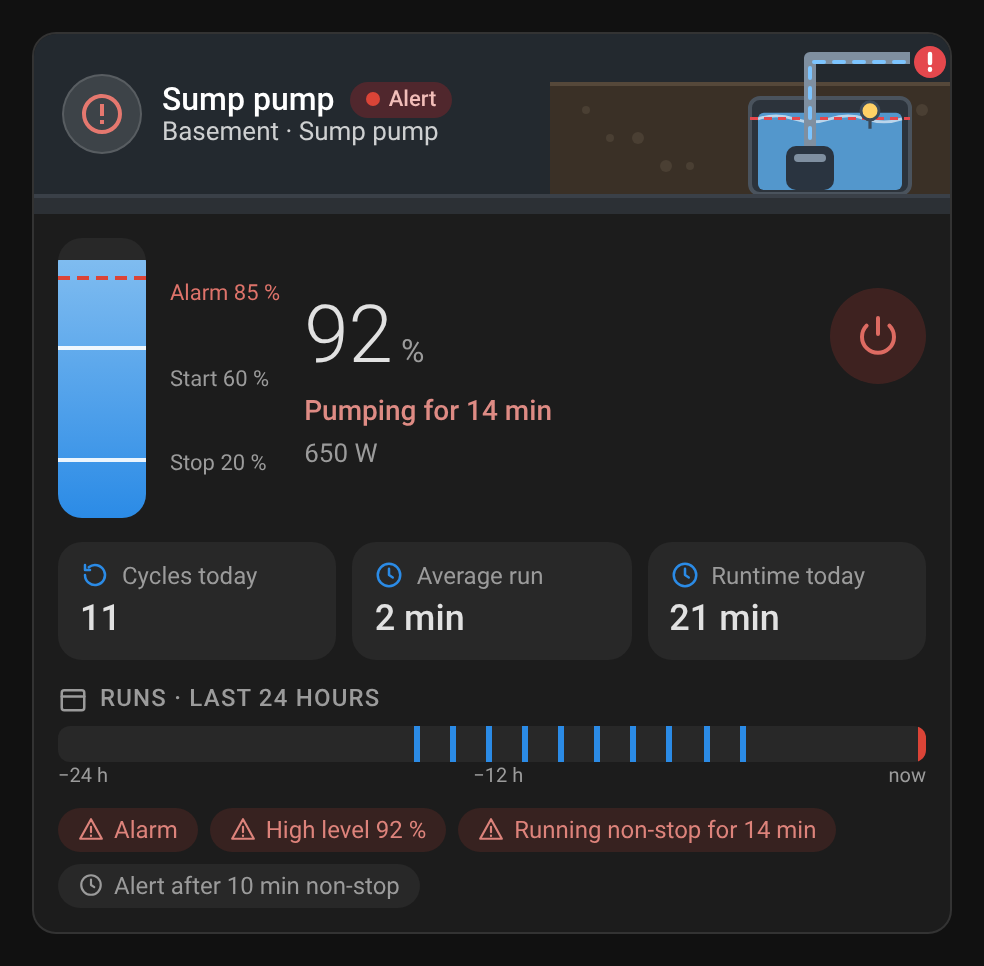 Sump pump
Alert
Basement · Sump pump
Alarm 85 %
Start 60 %
Stop 20 %
92 %
Pumping for 14 min
650 W
Cycles today
11
Average run
2 min
Runtime today
21 min
RUNS · LAST 24 HOURS
−24 h
−12 h
now
Alarm
High level 92 %
Running non-stop for 14 min
Alert after 10 min non-stop